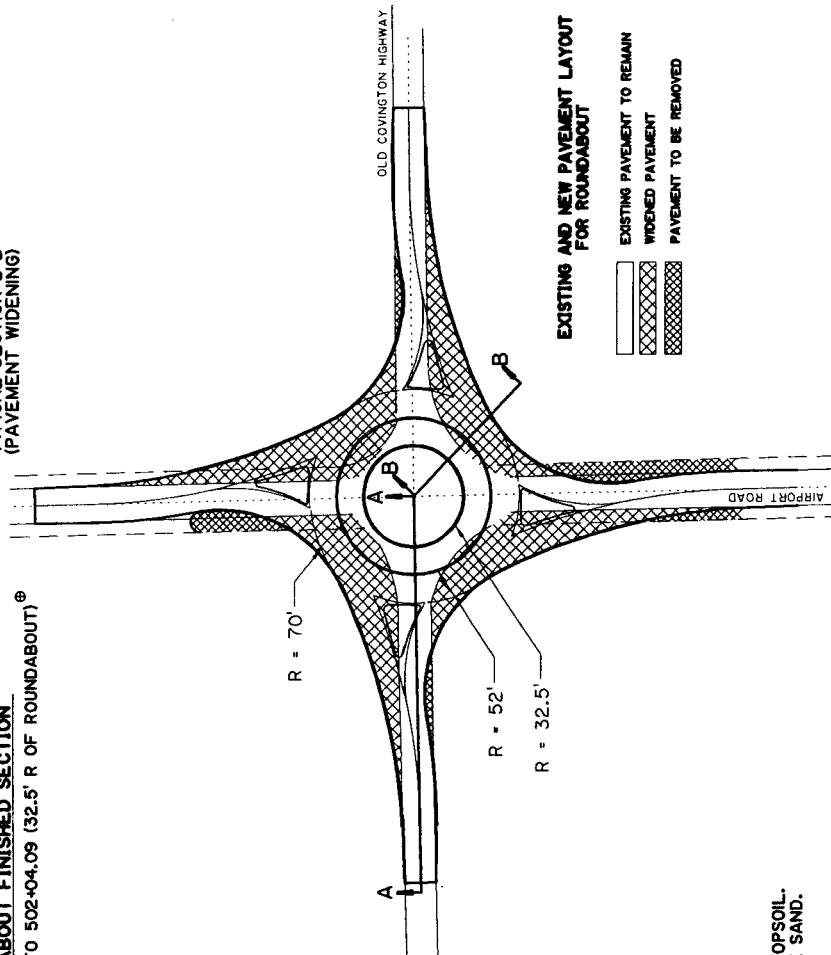 (PAVEMENT WIDENING)
ABOUT FINISHED SECTION
TO 502+04.09 (32.5' R OF ROUNDABOUT)⊕
OLD COVINGTON HIGHWAY
R = 70'
A
B
B
A
R = 52'
R = 32.5'
AIRPORT ROAD
EXISTING AND NEW PAVEMENT LAYOUT
FOR ROUNDABOUT
EXISTING PAVEMENT TO REMAIN
WIDENED PAVEMENT
PAVEMENT TO BE REMOVED
OPSOIL.
SAND.